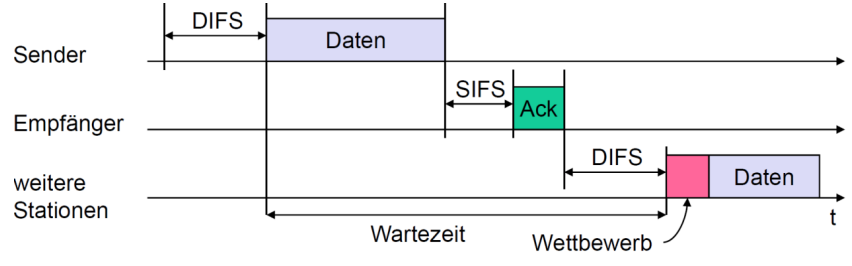 DIFS
Daten
Sender
SIFS
Ack
Empfänger
DIFS
Daten
weitere
Stationen
t
Wartezeit
Wettbewerb